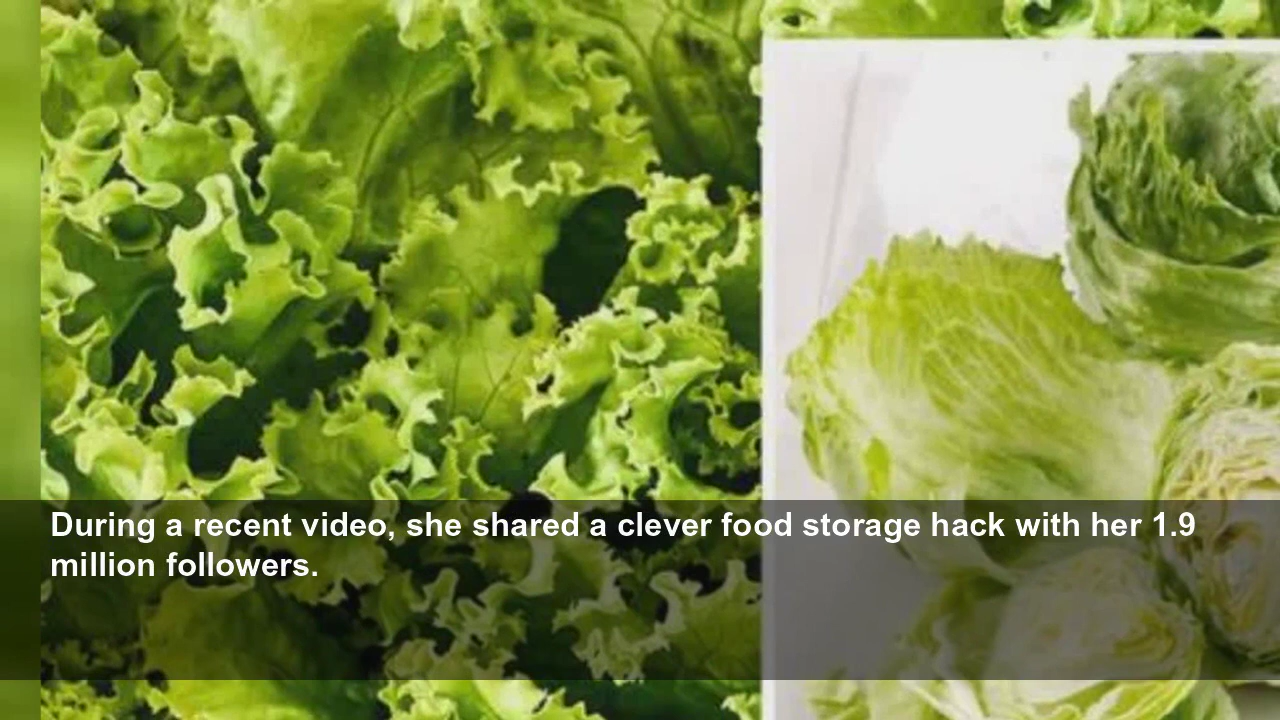 During a recent video, she shared a clever food storage hack with her 1.9
million followers.